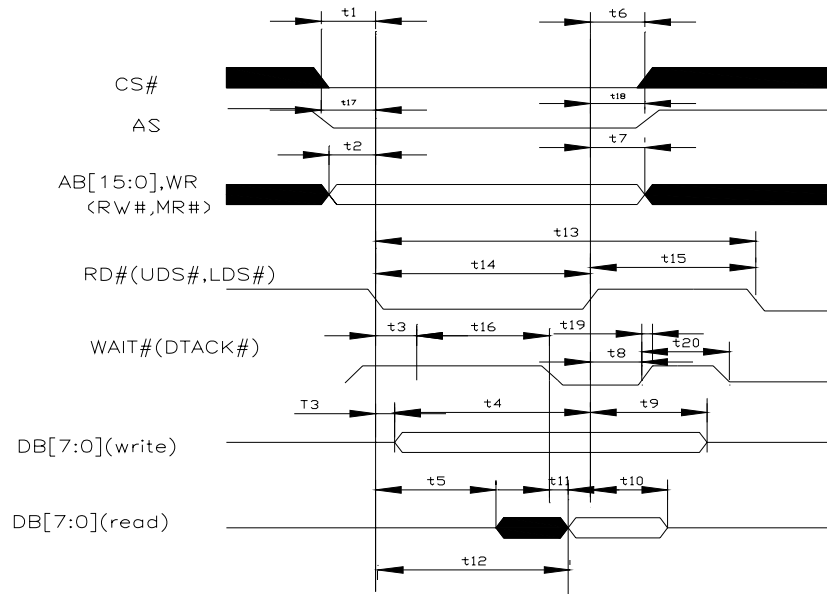 t1
t6
CS#
t17
t18
AS
t2
t7
AB[15:0],WR
(RW#,MR#)
t13
t14
t15
RD#(UDS#,LDS#)
t3
t16
t19
WAIT#(DTACK#)
t8
t20
T3
t4
t9
DB[7:0](write)
t5
t11
t10
DB[7:0](read)
t12